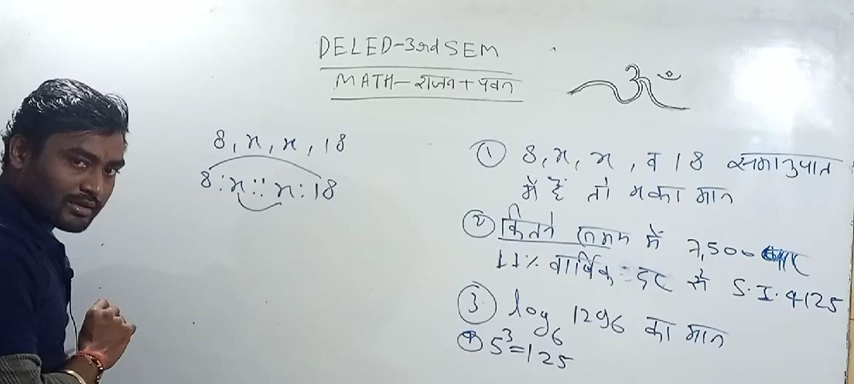 DELED-3rd SEM
MATH- राजन + पवन
ॐ
8, x, x, 18
8:x::x:18
① 8, x, x, व 18 समानुपात
में हैं तो x का मान
② कितने समय में 7,500 पर
11% वार्षिक दर से S.I. 4125
③ log₆ 1296 का मान
④ 5³=125